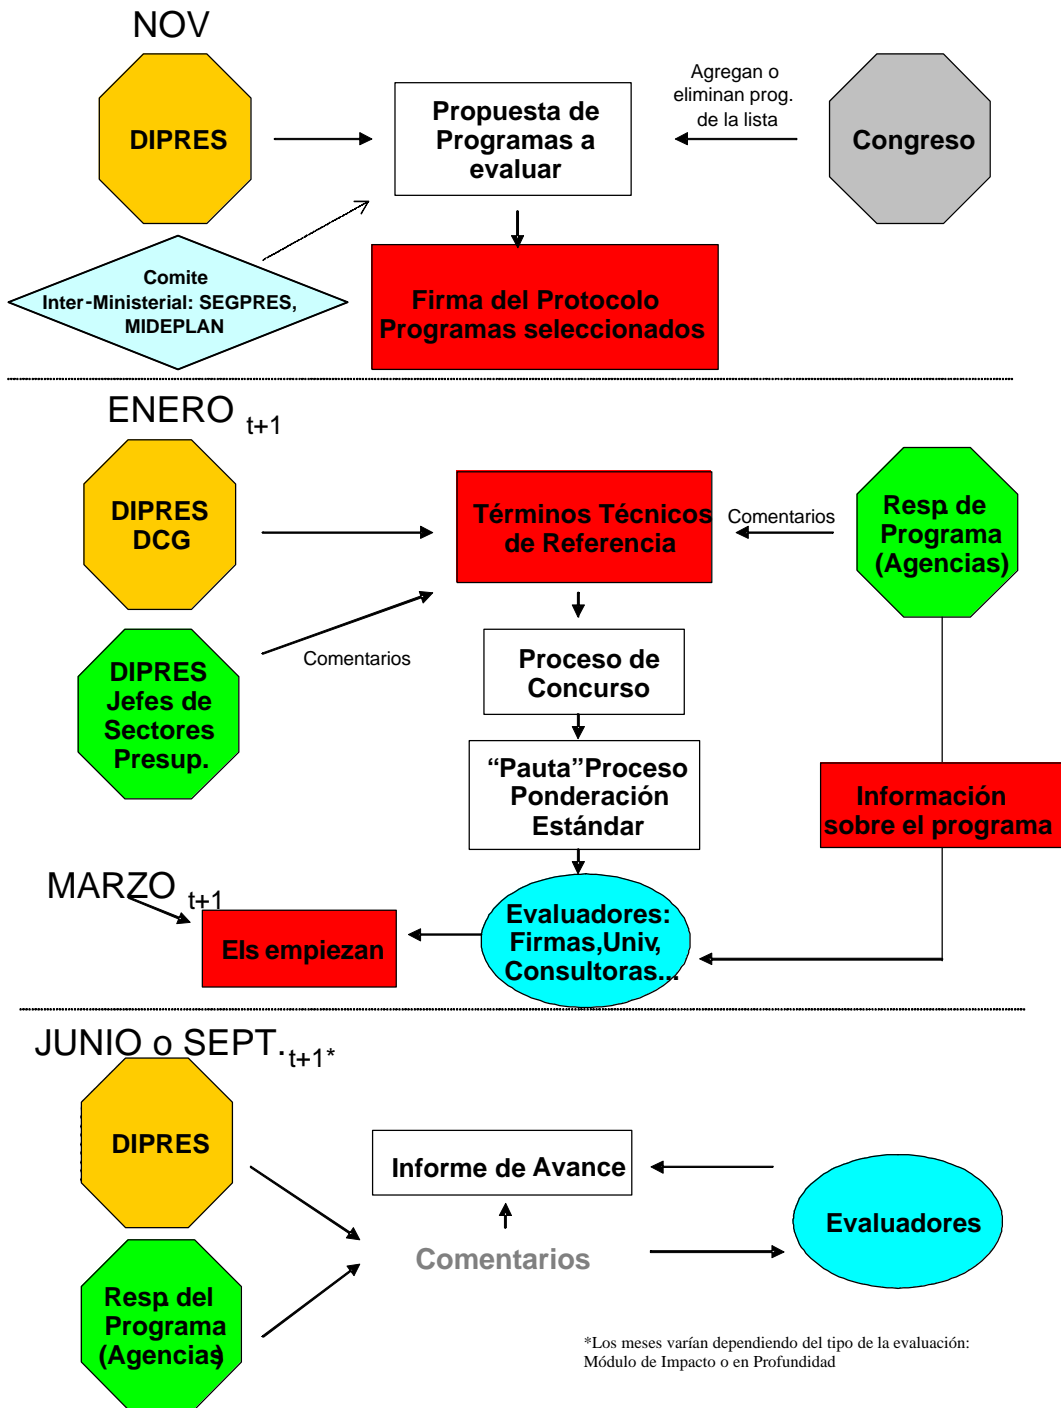 NOV
DIPRES
Propuesta de
Programas a
evaluar
Agregan o
eliminan prog.
de la lista
Congreso
Comite
Inter-Ministerial: SEGPRES,
MIDEPLAN
Firma del Protocolo
Programas seleccionados
ENERO t+1
DIPRES
DCG
Términos Técnicos
de Referencia
Comentarios
Resp. de
Programa
(Agencias)
DIPRES
Jefes de
Sectores
Presup.
Comentarios
Proceso de
Concurso
“Pauta”Proceso
Ponderación
Estándar
Información
sobre el programa
MARZO t+1
EIs empiezan
Evaluadores:
Firmas,Univ,
Consultoras...
JUNIO o SEPT. t+1*
DIPRES
Informe de Avance
Evaluadores
Comentarios
Resp. del
Programa
(Agencias)
*Los meses varían dependiendo del tipo de la evaluación:
Módulo de Impacto o en Profundidad